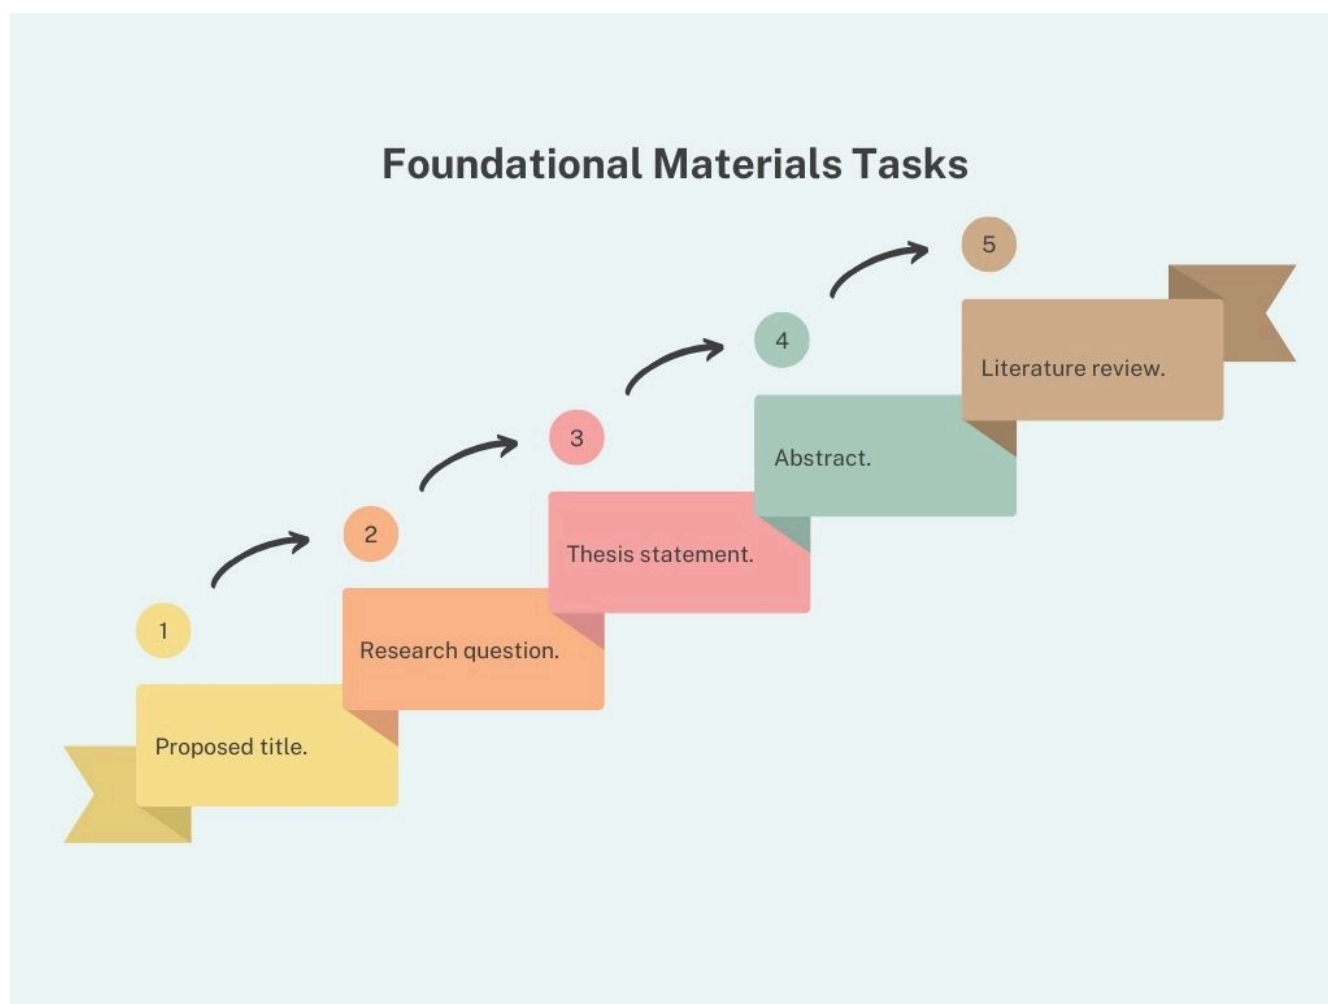 Foundational Materials Tasks
1
Proposed title.
2
Research question.
3
Thesis statement.
4
Abstract.
5
Literature review.